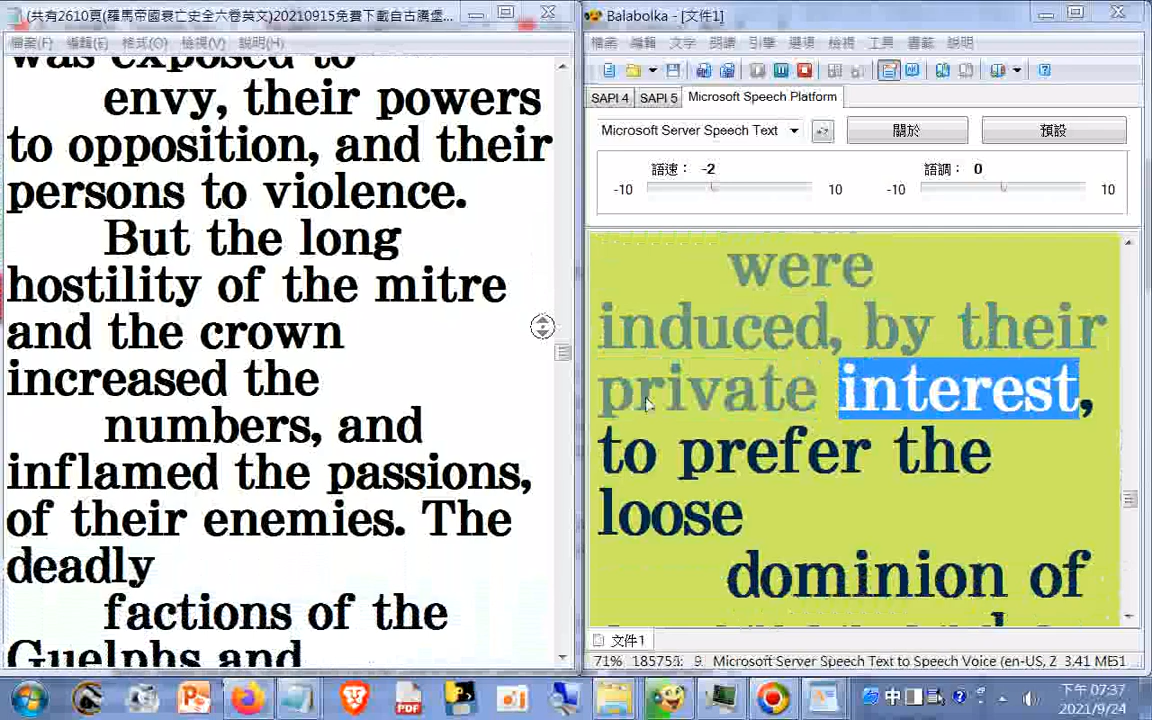 (共有2610頁(羅馬帝國衰亡史全六卷英文)20210915免費下載自古騰堡...
檔案(F) 編輯(E) 格式(O) 檢視(V) 說明(H)
was exposed to
envy, their powers
to opposition, and their
persons to violence.
But the long
hostility of the mitre
and the crown
increased the
numbers, and
inflamed the passions,
of their enemies. The
deadly
factions of the
Guelphs and
Balabolka - [文件1]
檔案 編輯 文字 朗讀 引擎 選項 檢視 工具 書籤 說明
SAPI 4 SAPI 5 Microsoft Speech Platform
Microsoft Server Speech Text
關於
預設
語速： -2
語調： 0
-10 10 -10 10
were
induced, by their
private interest,
to prefer the
loose
dominion of
文件1
71% 9 Microsoft Server Speech Text to Speech Voice (en-US, Z 3.41 MB
中
下午 07:37
2021/9/24
PDF